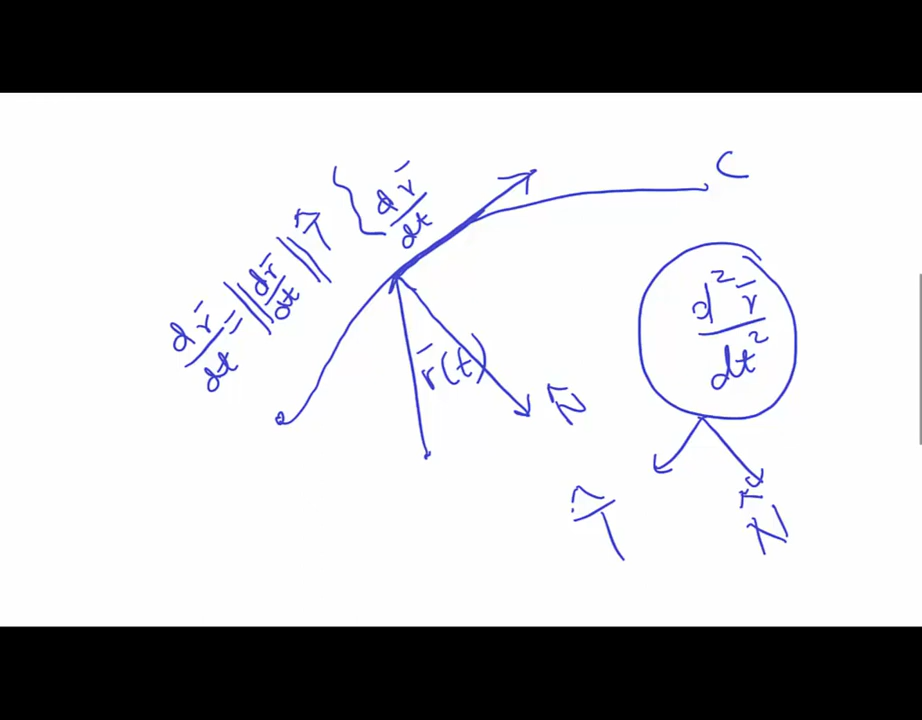 C
dr̄/dt
dr̄/dt = ||dr̄/dt|| T̂
r̄(t)
N̂
d²r̄/dt²
T̂
N̂